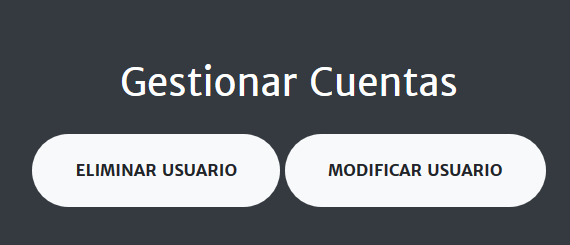 Gestionar Cuentas
ELIMINAR USUARIO
MODIFICAR USUARIO